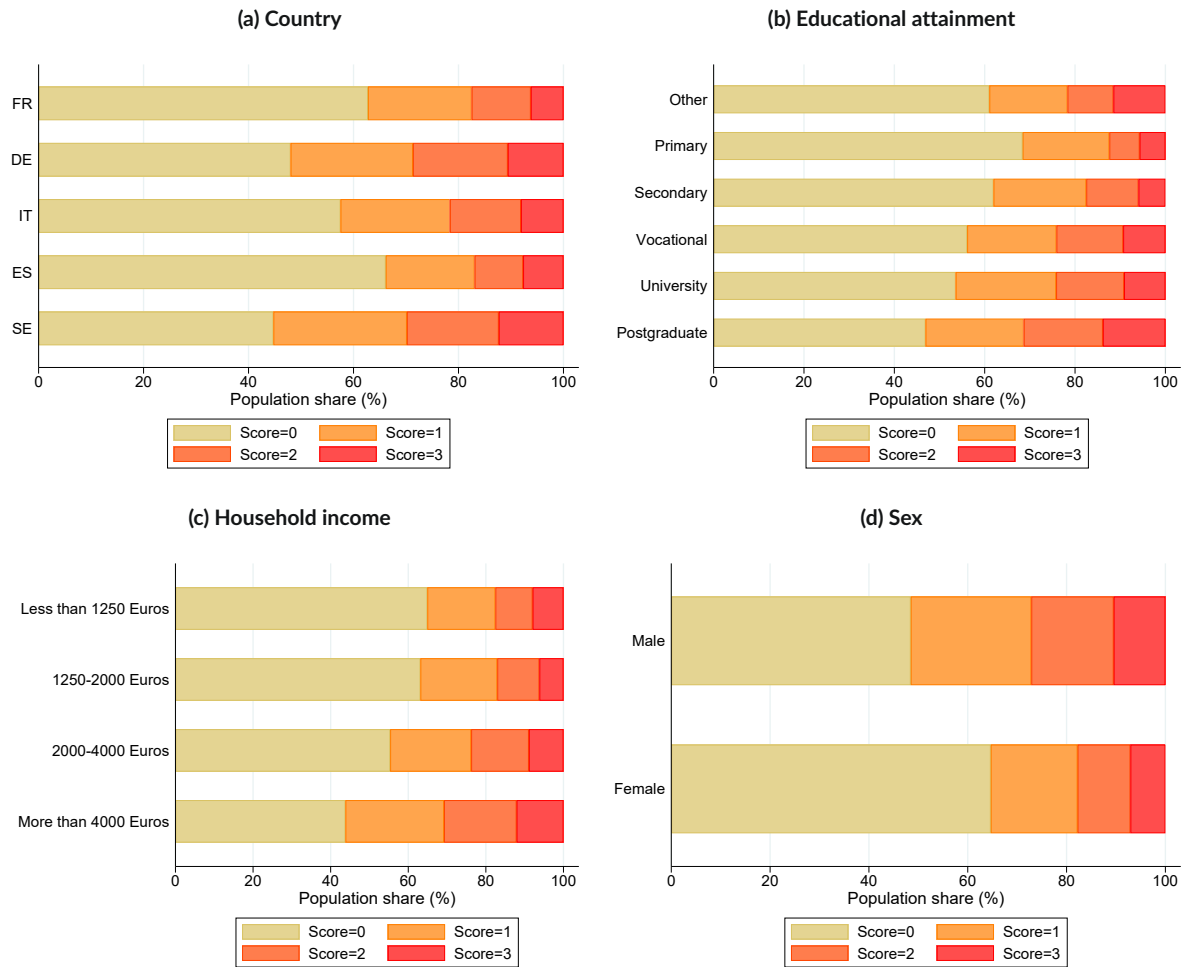 (a) Country
FR
DE
IT
ES
SE
0 20 40 60 80 100
Population share (%)
Score=0 Score=1
Score=2 Score=3
(b) Educational attainment
Other
Primary
Secondary
Vocational
University
Postgraduate
0 20 40 60 80 100
Population share (%)
Score=0 Score=1
Score=2 Score=3
(c) Household income
Less than 1250 Euros
1250-2000 Euros
2000-4000 Euros
More than 4000 Euros
0 20 40 60 80 100
Population share (%)
Score=0 Score=1
Score=2 Score=3
(d) Sex
Male
Female
0 20 40 60 80 100
Population share (%)
Score=0 Score=1
Score=2 Score=3